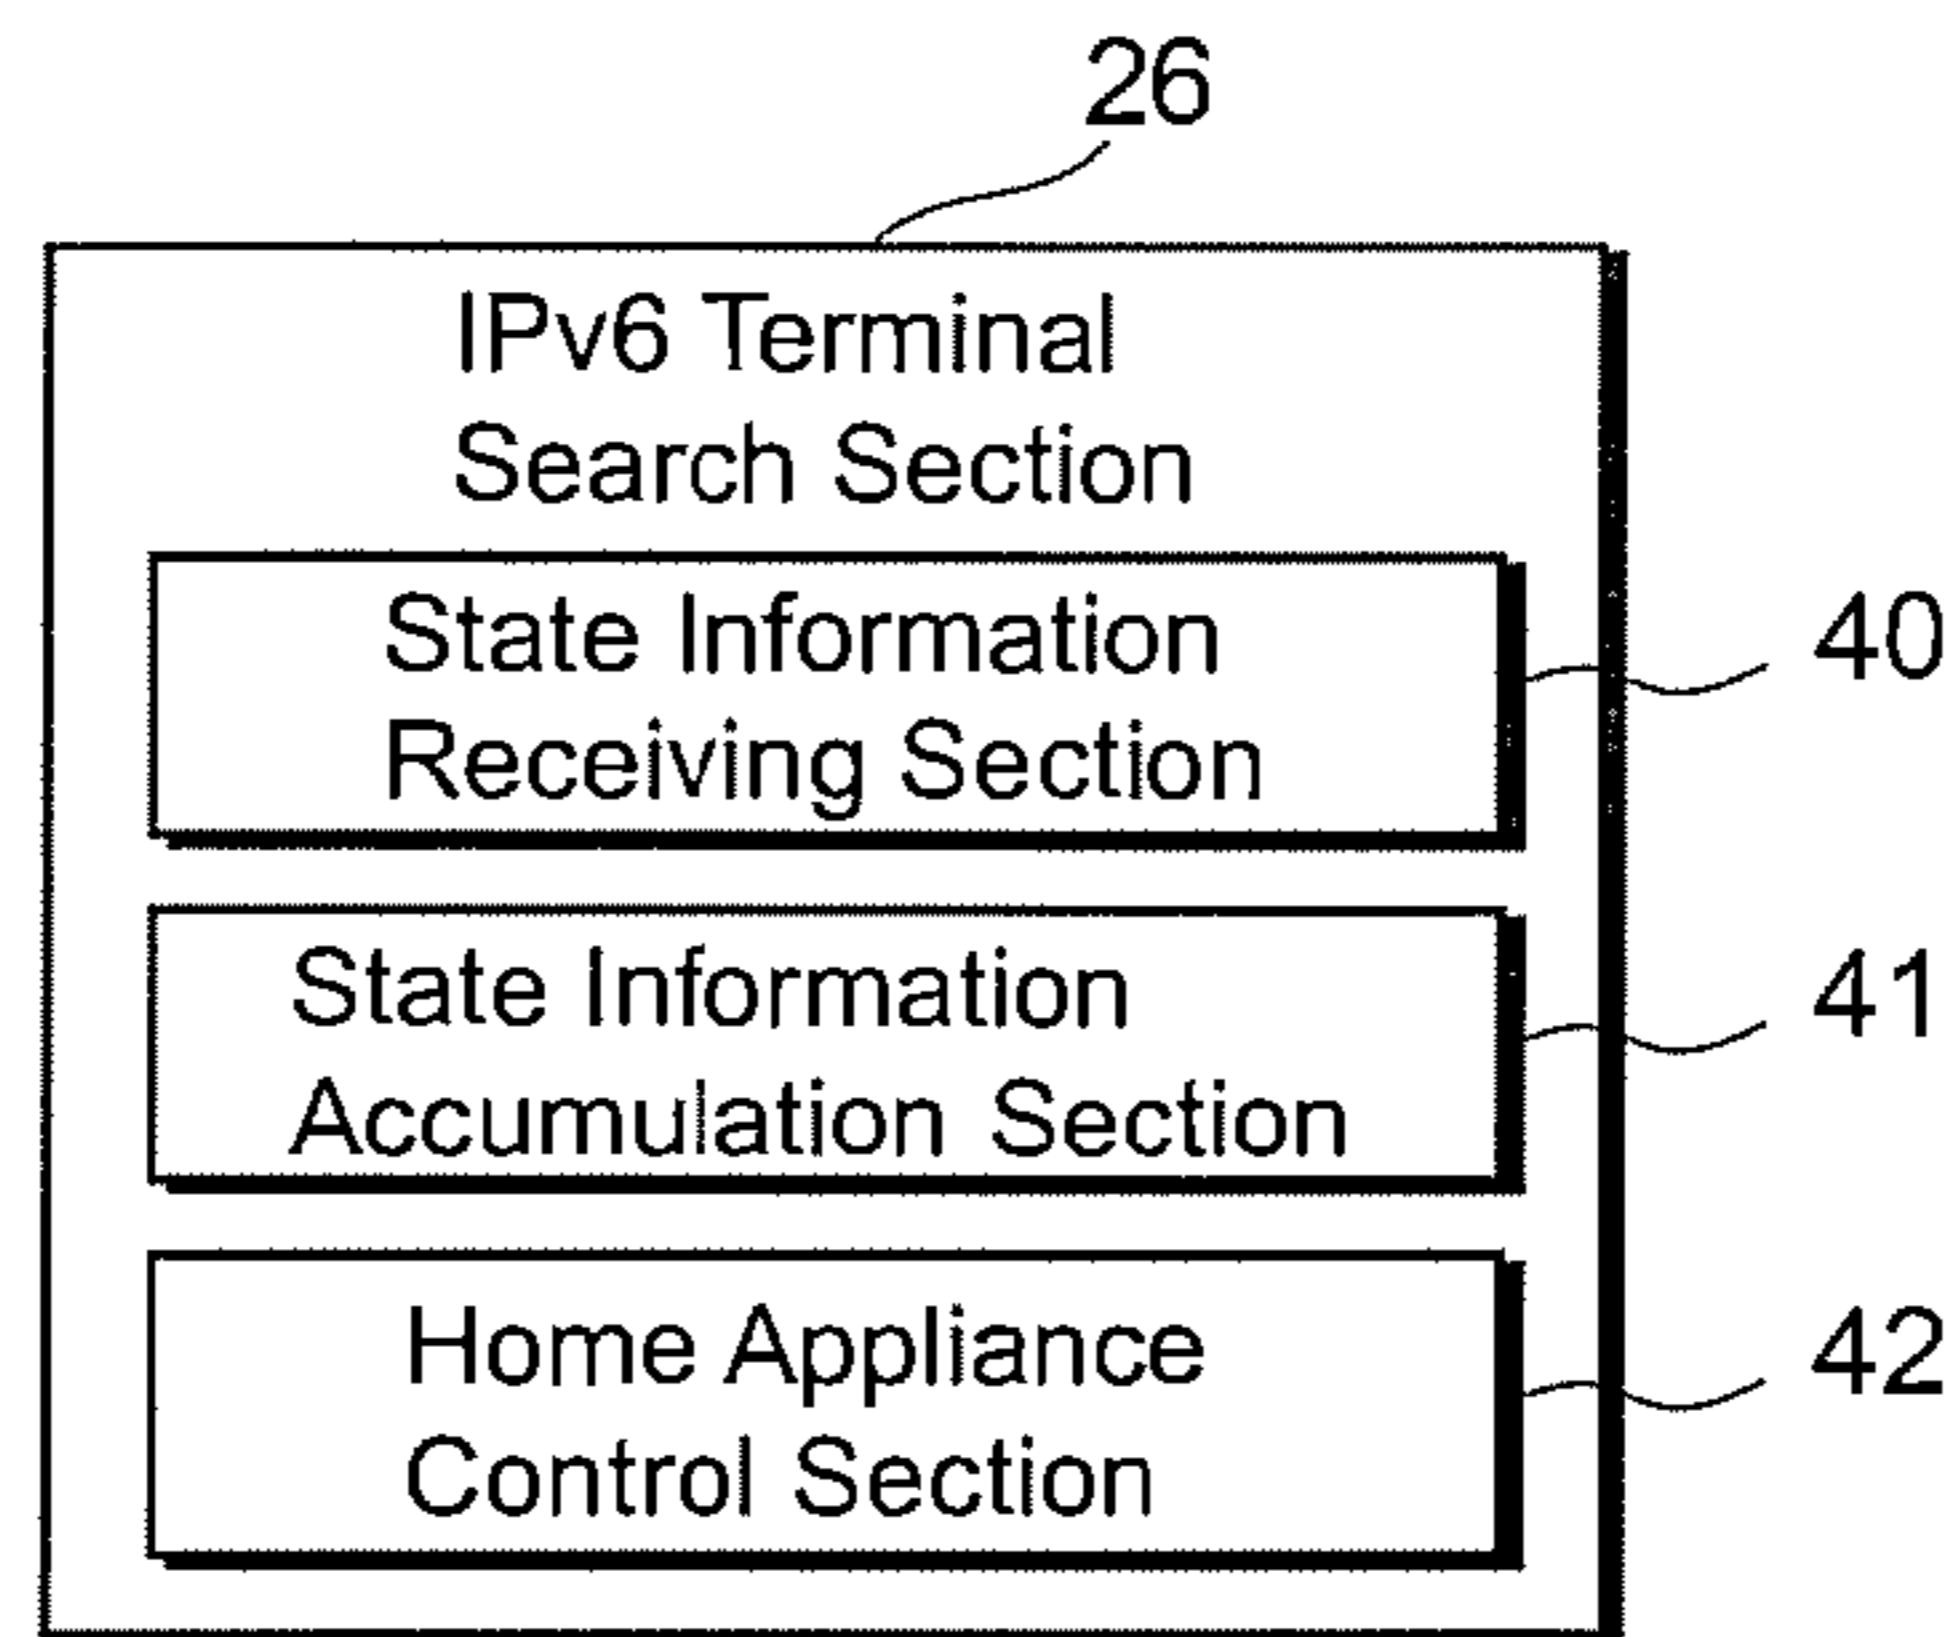 26
IPv6 Terminal
Search Section
State Information
Receiving Section
40
State Information
Accumulation Section
41
Home Appliance
Control Section
42